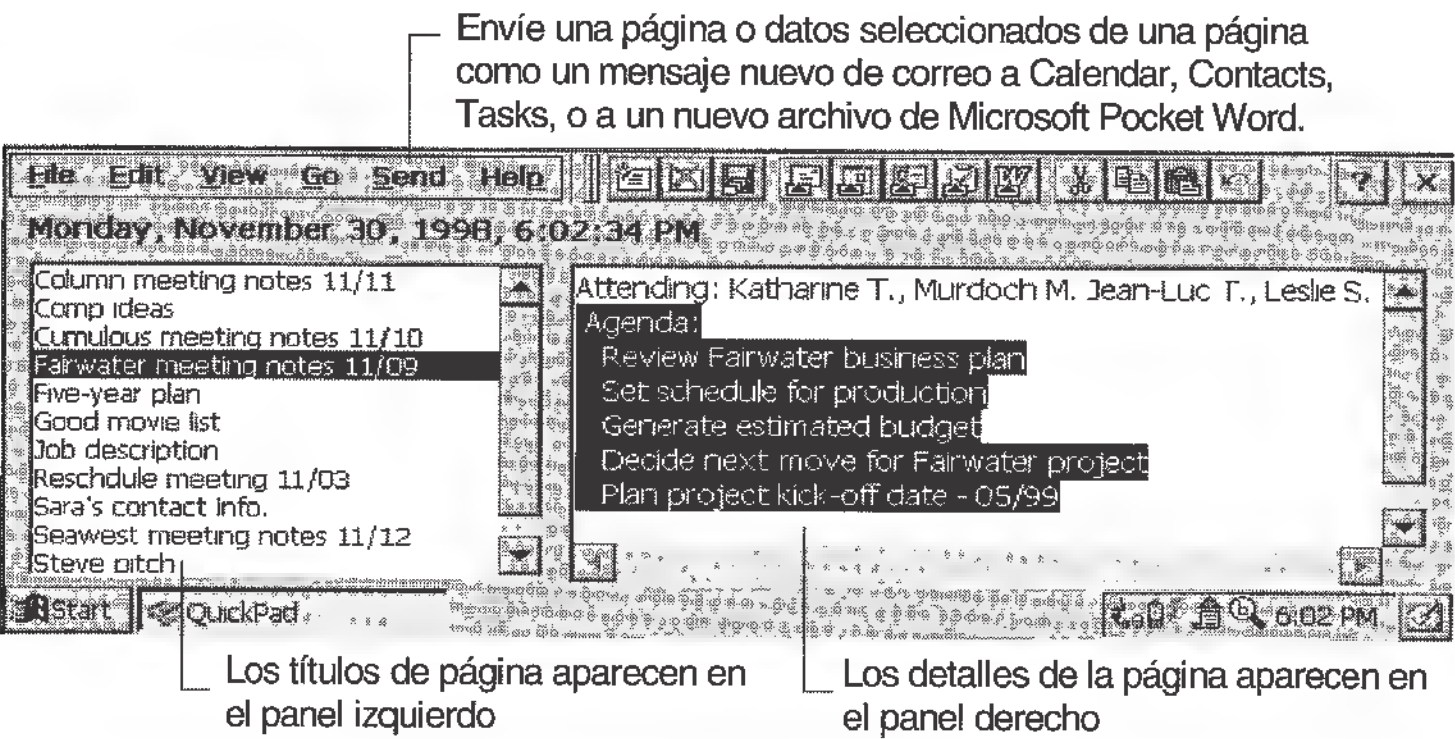 Envíe una página o datos seleccionados de una página
como un mensaje nuevo de correo a Calendar, Contacts,
Tasks, o a un nuevo archivo de Microsoft Pocket Word.
File Edit View Go Send Help
Monday, November 30, 1998, 6:02:34 PM
Column meeting notes 11/11
Comp ideas
Cumulous meeting notes 11/10
Fairwater meeting notes 11/09
Five-year plan
Good movie list
Job description
Reschdule meeting 11/03
Sara's contact info.
Seawest meeting notes 11/12
Steve pitch
Attending: Katharine T., Murdoch M. Jean-Luc T., Leslie S.
Agenda:
Review Fairwater business plan
Set schedule for production
Generate estimated budget
Decide next move for Fairwater project
Plan project kick-off date - 05/99
Start QuickPad 6:02 PM
Los títulos de página aparecen en
el panel izquierdo
Los detalles de la página aparecen en
el panel derecho